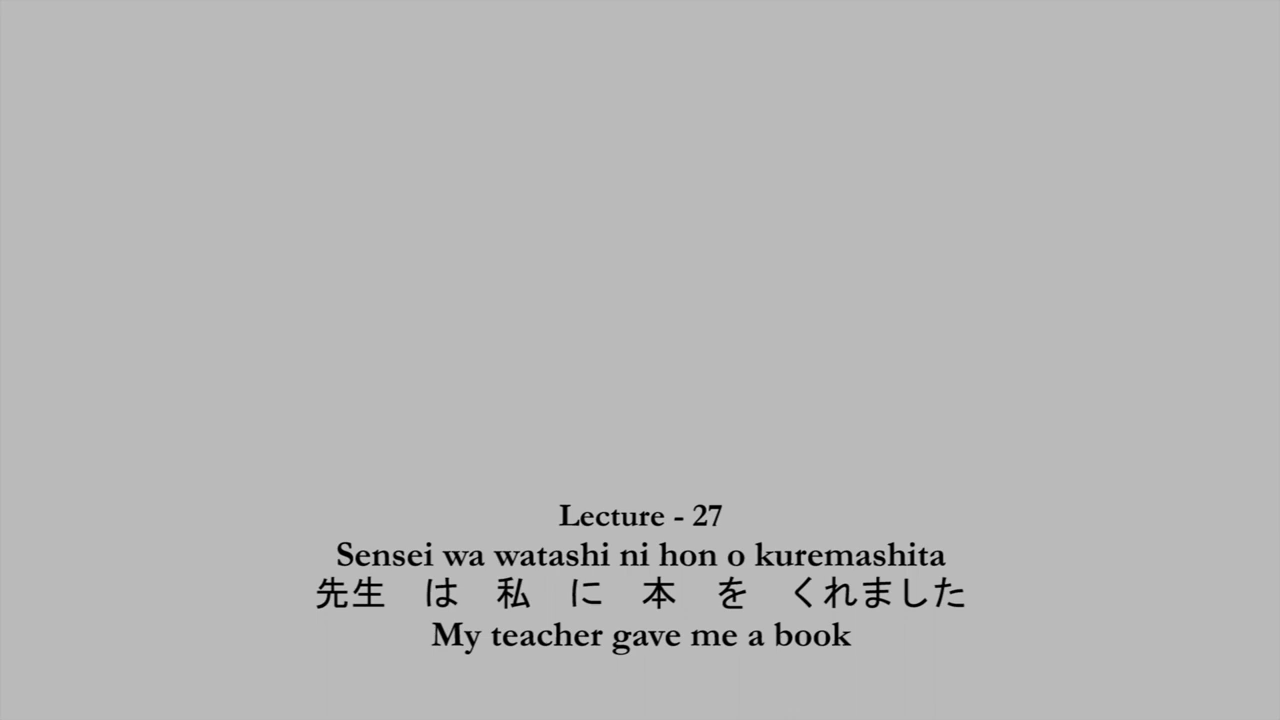 Lecture - 27
Sensei wa watashi ni hon o kuremashita
先生　は　私　に　本　を　くれました
My teacher gave me a book